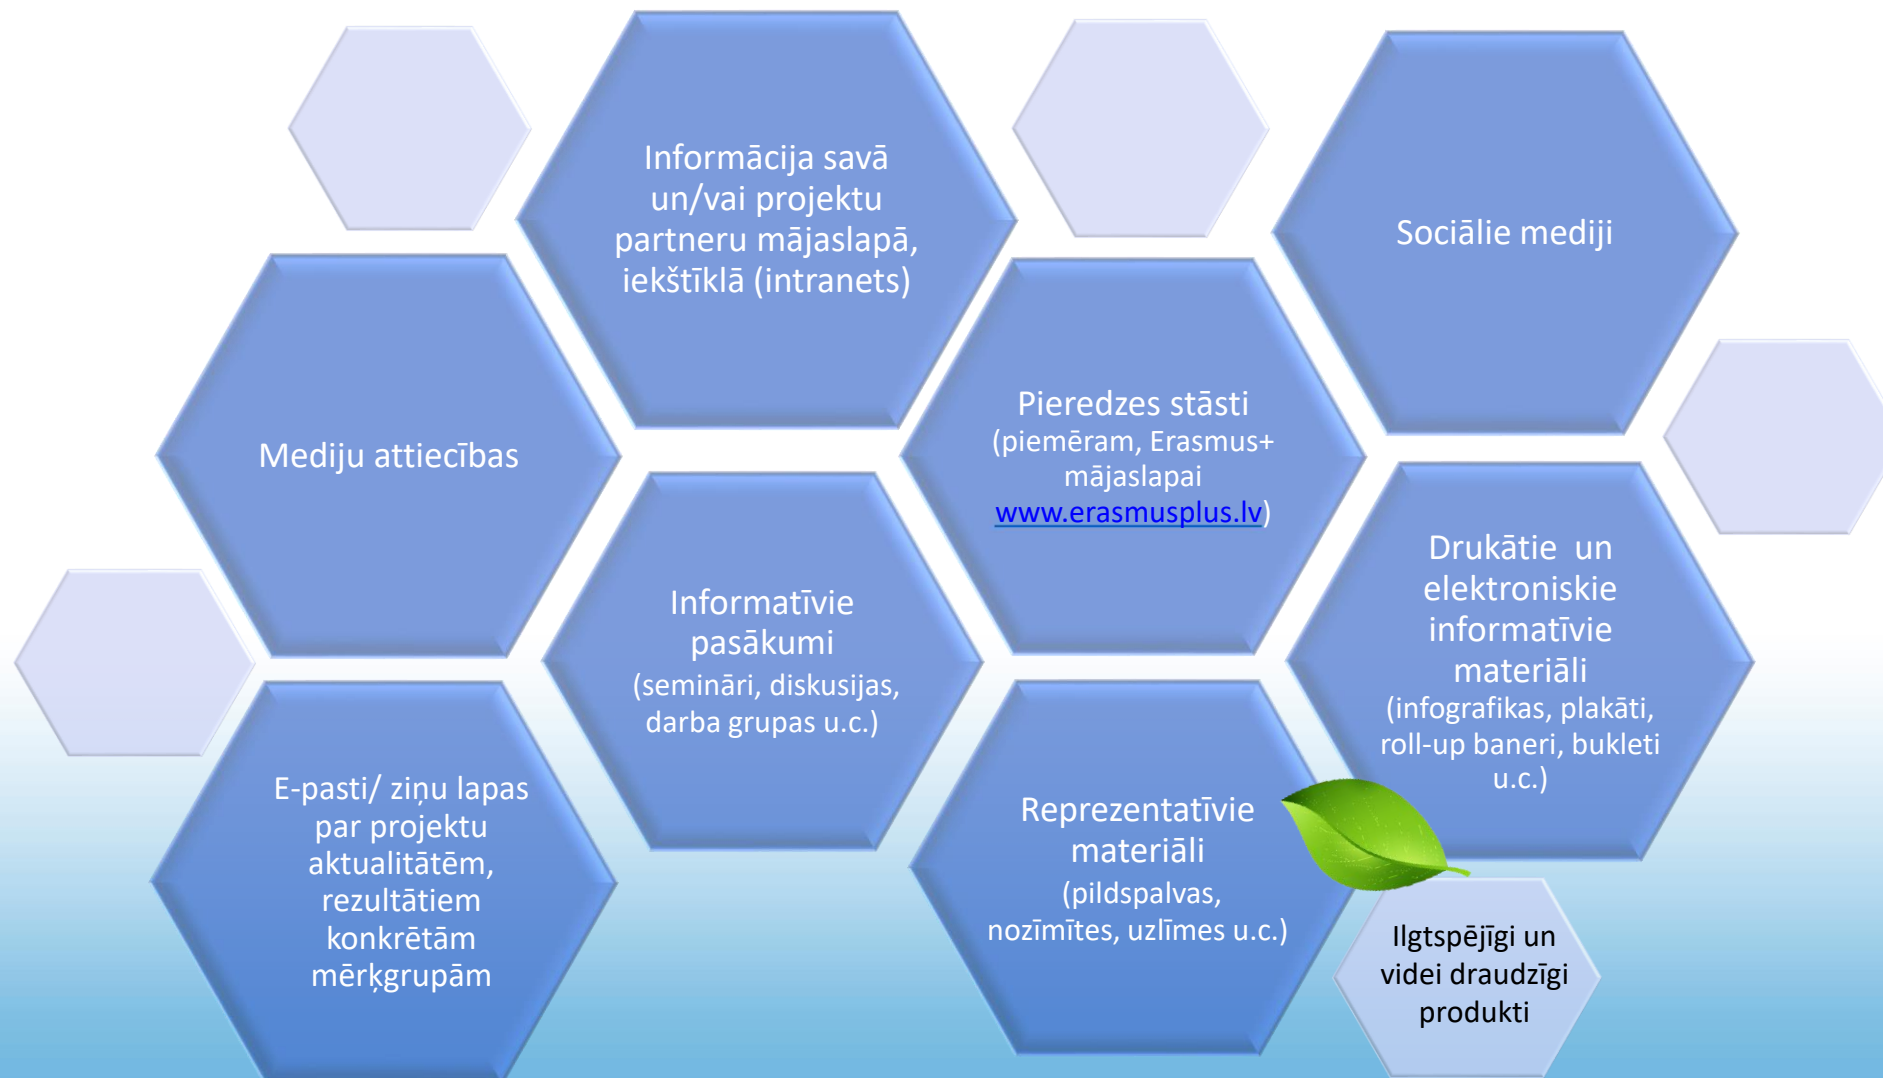 Informācija savā
un/vai projektu
partneru mājaslapā,
iekštīklā (intranets)
Sociālie mediji
Mediju attiecības
Pieredzes stāsti
(piemēram, Erasmus+
mājaslapai
www.erasmusplus.lv)
Informatīvie
pasākumi
(semināri, diskusijas,
darba grupas u.c.)
Drukātie  un
elektroniskie
informatīvie
materiāli
(infografikas, plakāti,
roll-up baneri, bukleti
u.c.)
E-pasti/ ziņu lapas
par projektu
aktualitātēm,
rezultātiem
konkrētām
mērķgrupām
Reprezentatīvie
materiāli
(pildspalvas,
nozīmītes, uzlīmes u.c.)
Ilgtspējīgi un
videi draudzīgi
produkti